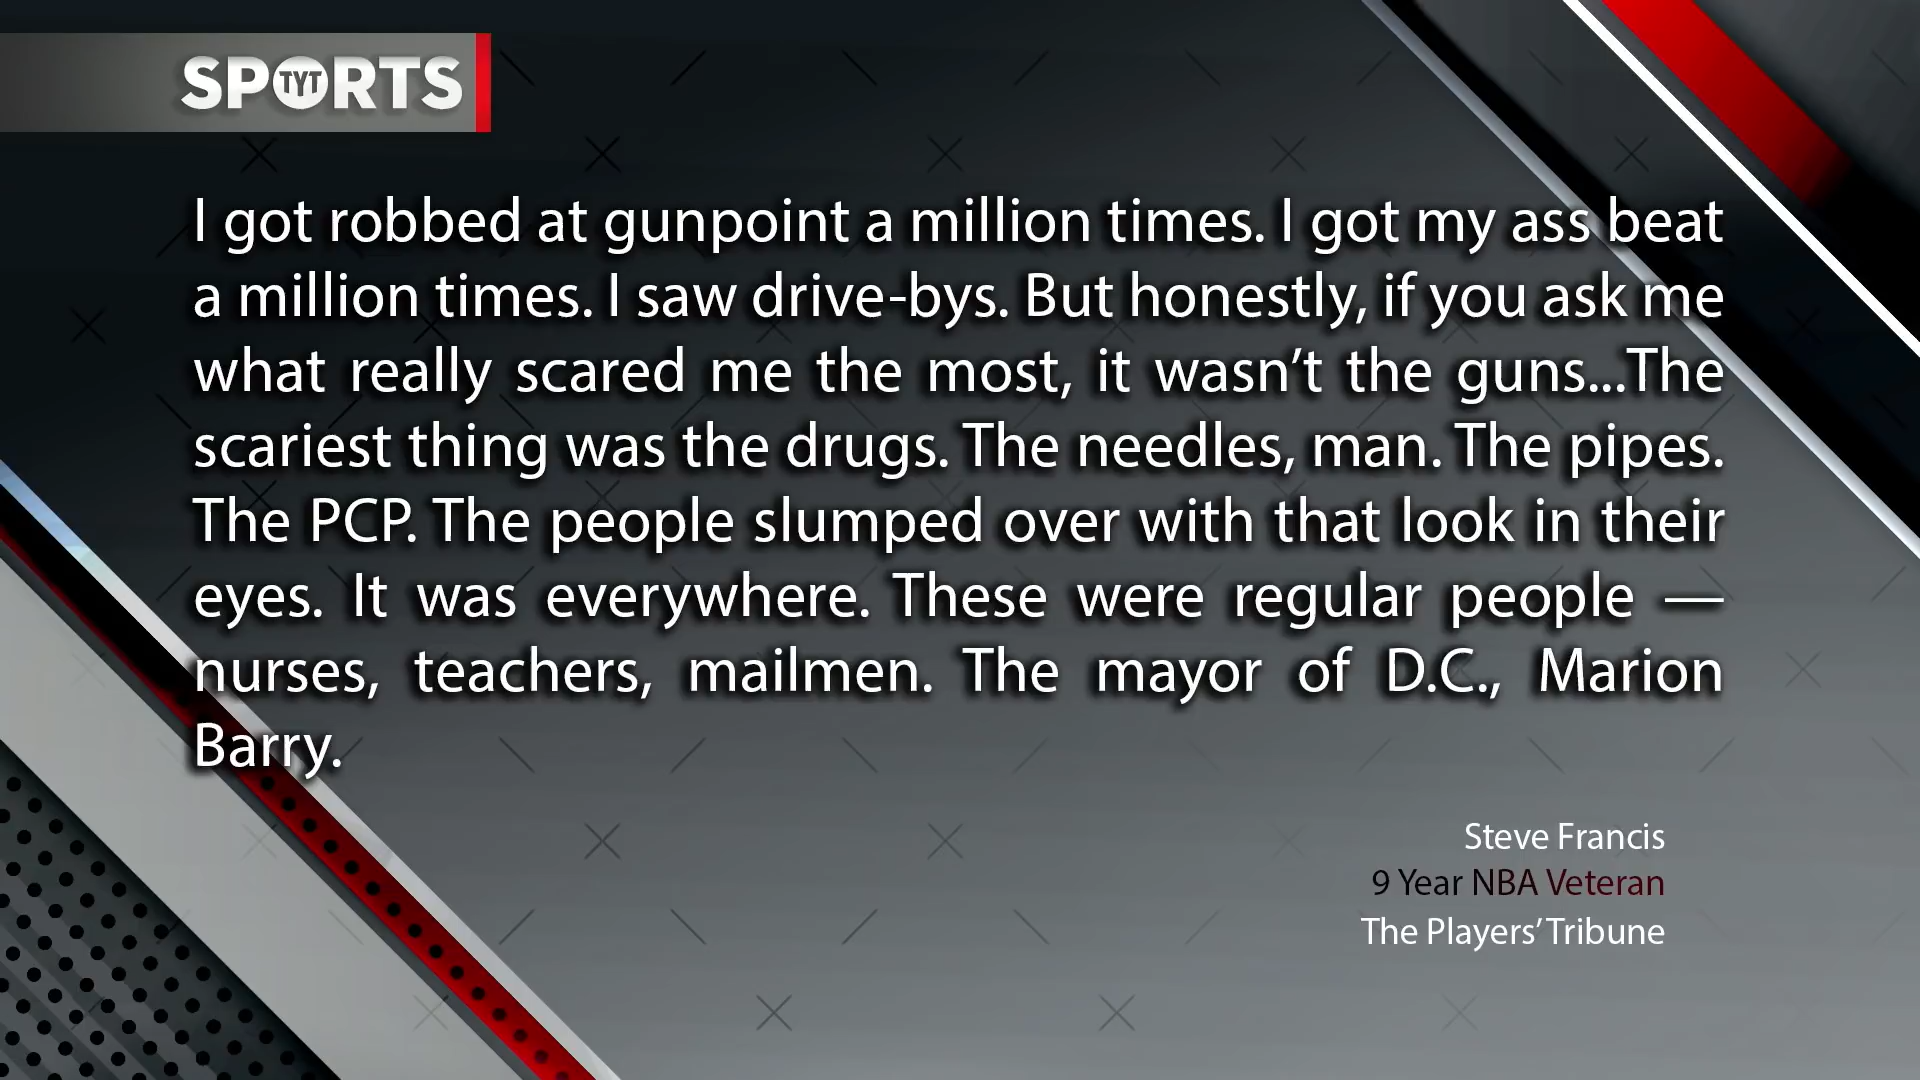 SPORTS
TYT
I got robbed at gunpoint a million times. I got my ass beat
a million times. I saw drive-bys. But honestly, if you ask me
what really scared me the most, it wasn’t the guns...The
scariest thing was the drugs. The needles, man. The pipes.
The PCP. The people slumped over with that look in their
eyes. It was everywhere. These were regular people —
nurses, teachers, mailmen. The mayor of D.C., Marion
Barry.
Steve Francis
9 Year NBA Veteran
The Players’ Tribune